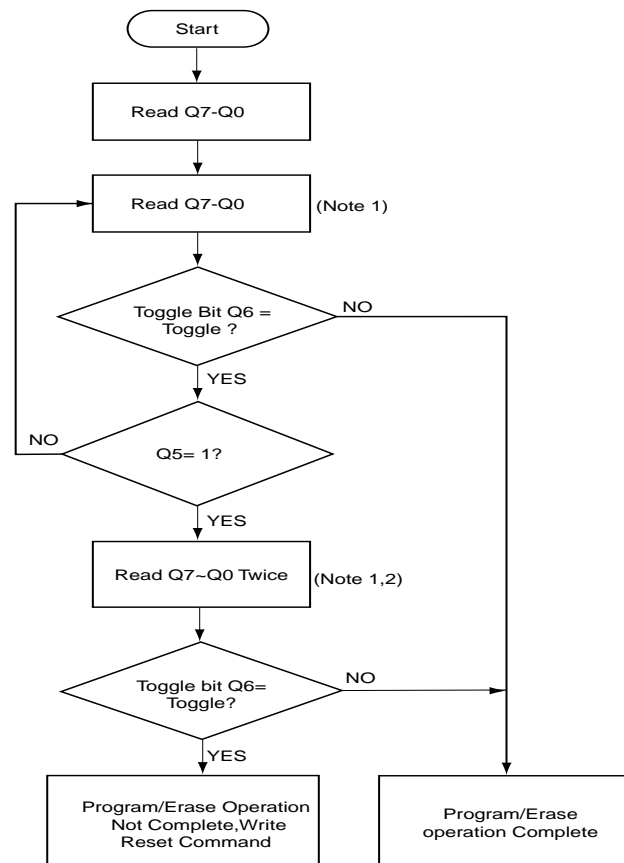 Start
Read Q7-Q0
Read Q7-Q0
(Note 1)
Toggle Bit Q6 =
Toggle ?
NO
YES
NO
Q5= 1?
YES
Read Q7~Q0 Twice
(Note 1,2)
Toggle bit Q6=
Toggle?
NO
YES
Program/Erase Operation
Not Complete,Write
Reset Command
Program/Erase
operation Complete